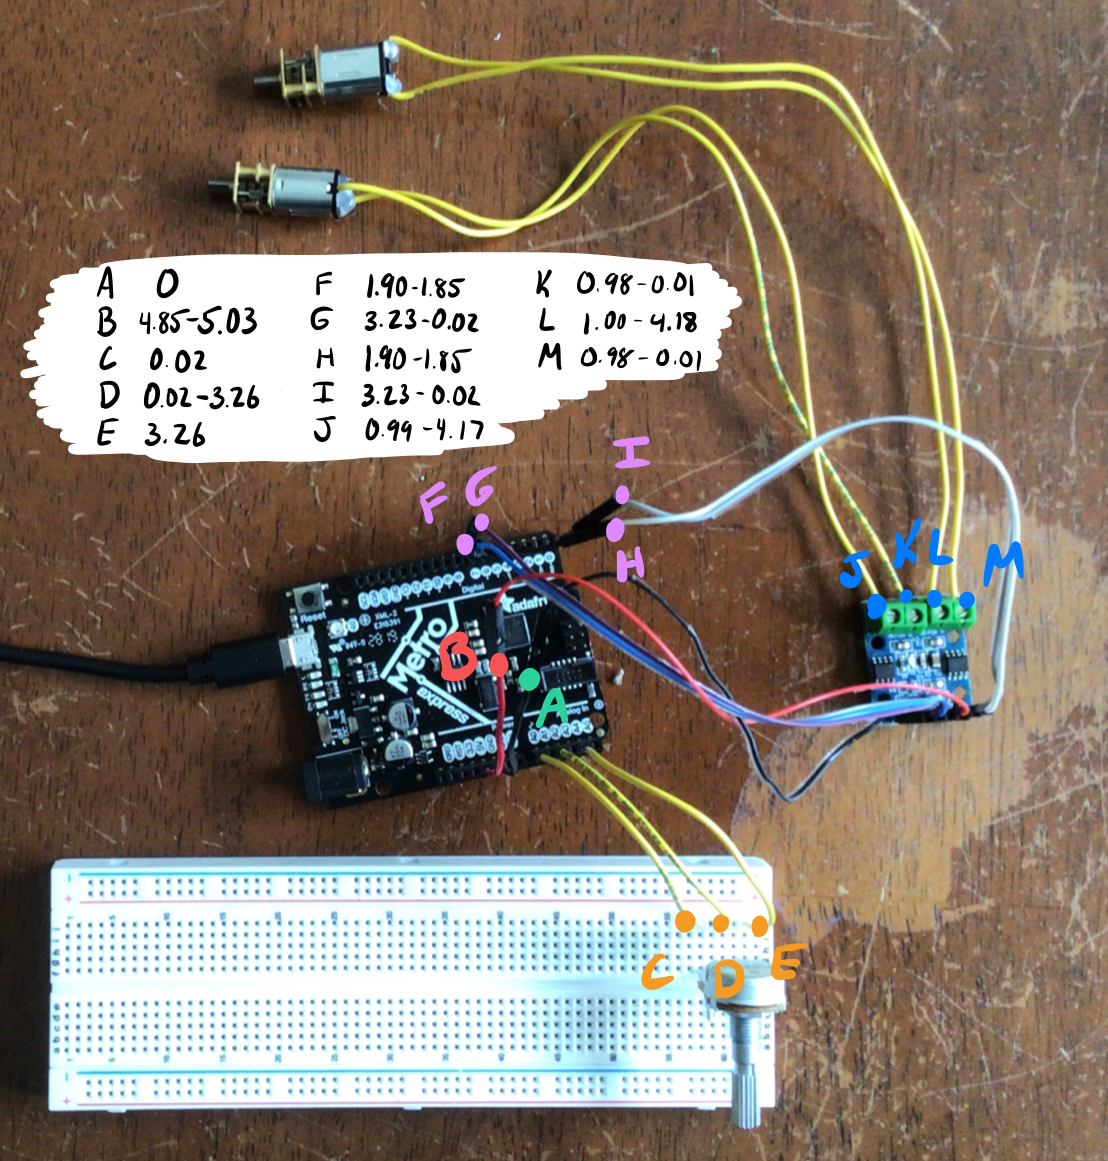 A 0 F 1.90-1.85 K 0.98-0.01
B 4.85-5.03 G 3.23-0.02 L 1.00-4.18
C 0.02 H 1.90-1.85 M 0.98-0.01
D 0.02-3.26 I 3.23-0.02
E 3.26 J 0.99-4.17
I
G
F
H
J K L M
Digital
Reset
adafr
Metro
express
B
A
C D E